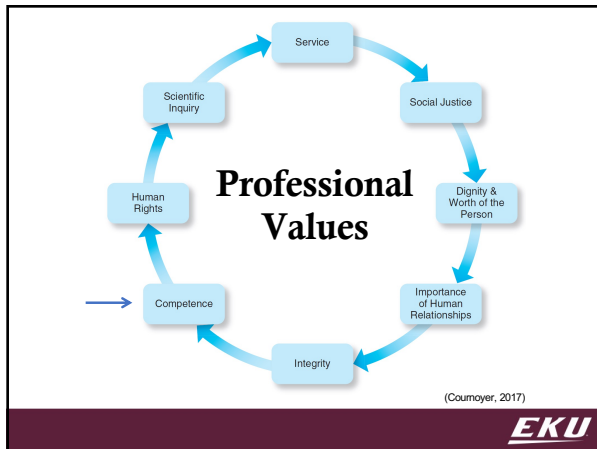 Service
Social Justice
Dignity &
Worth of the
Person
Importance
of Human
Relationships
Integrity
Competence
Human
Rights
Scientific
Inquiry
Professional
Values
(Cournoyer, 2017)
EKU